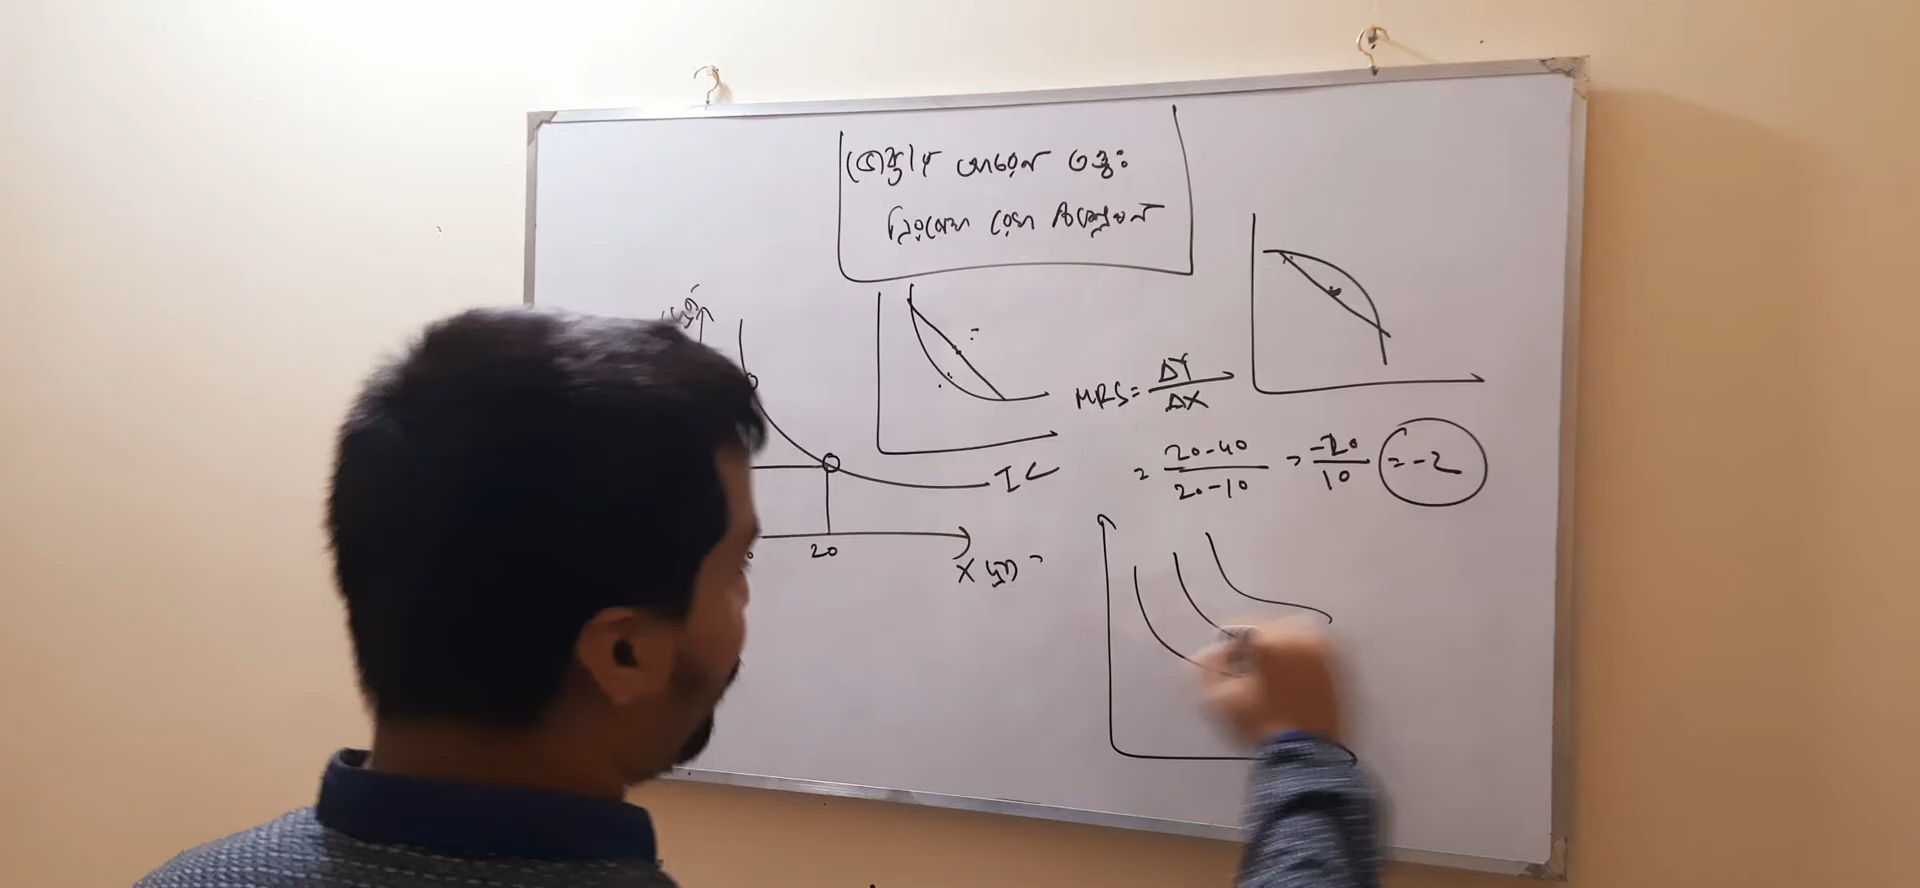 ভোক্তার আচরণ তত্ত্ব:
নিরপেক্ষ রেখা বিশ্লেষণ
MRS = ΔY/ΔX
= 20-40/20-10 = -20/10 = -2
IC
20
X দ্রব্য